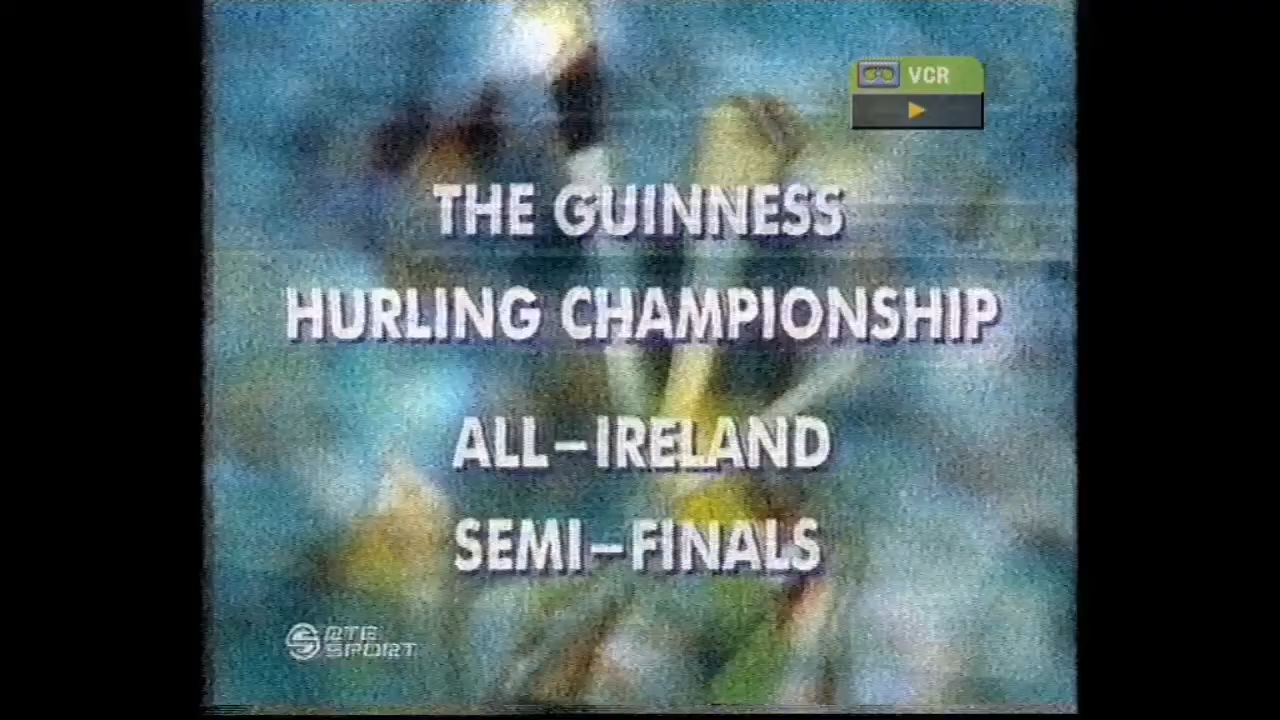 VCR
THE GUINNESS
HURLING CHAMPIONSHIP
ALL-IRELAND
SEMI-FINALS
RTE
SPORT